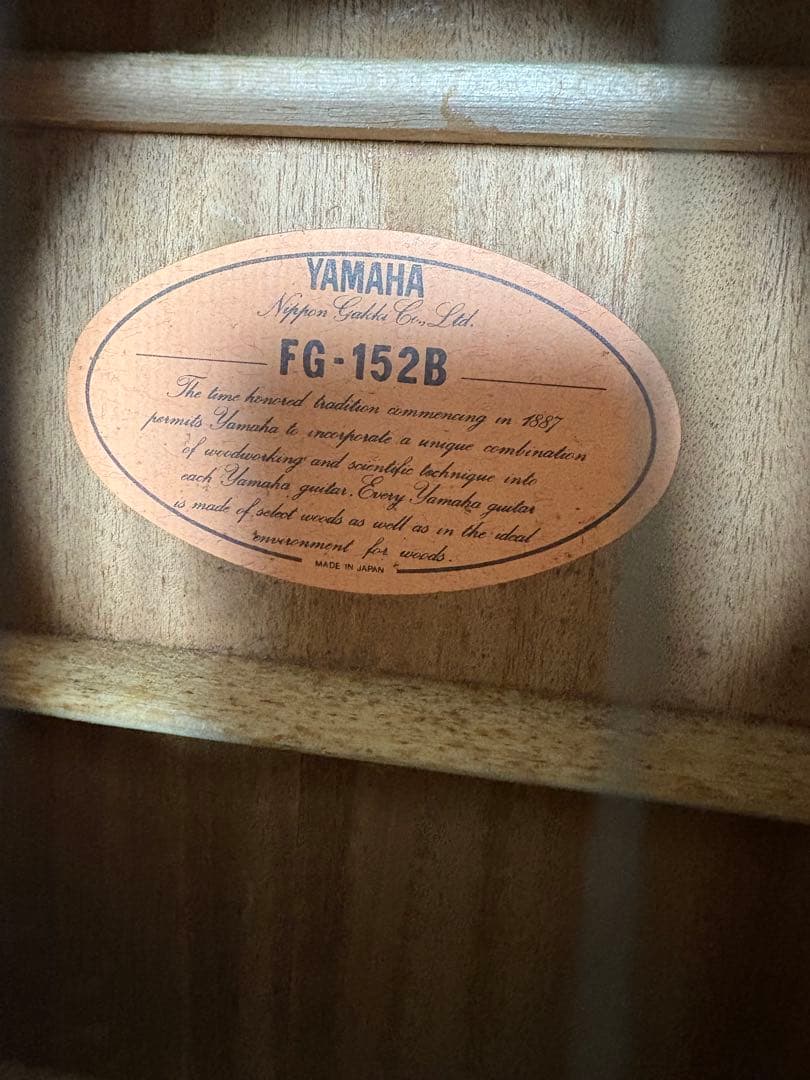 YAMAHA
Nippon Gakki Co., Ltd.
FG-152B
The time honored tradition commencing in 1887
permits Yamaha to incorporate a unique combination
of woodworking and scientific technique into
each Yamaha guitar. Every Yamaha guitar
is made of select woods as well as in the ideal
environment for woods.
MADE IN JAPAN